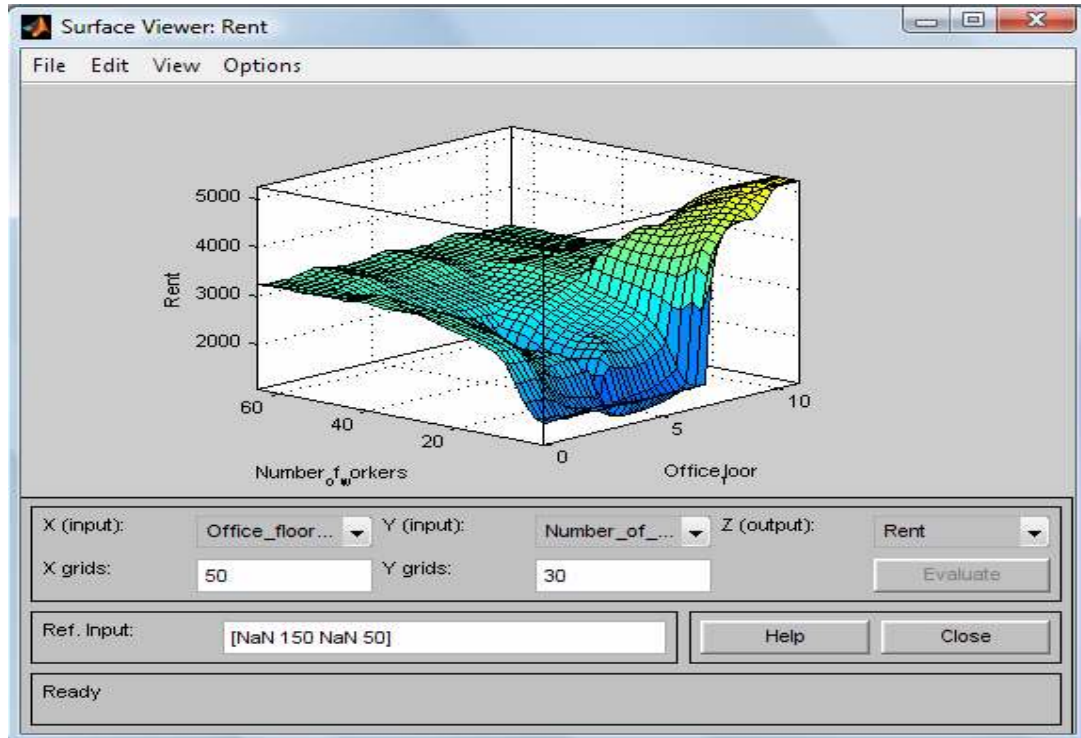 Surface Viewer: Rent
File Edit View Options
5000
4000
3000
2000
Rent
60
40
20
0
5
10
Number_of_workers
Office_floor
X (input):
Office_floor...
Y (input):
Number_of_...
Z (output):
Rent
X grids:
50
Y grids:
30
Evaluate
Ref. Input:
[NaN 150 NaN 50]
Help
Close
Ready